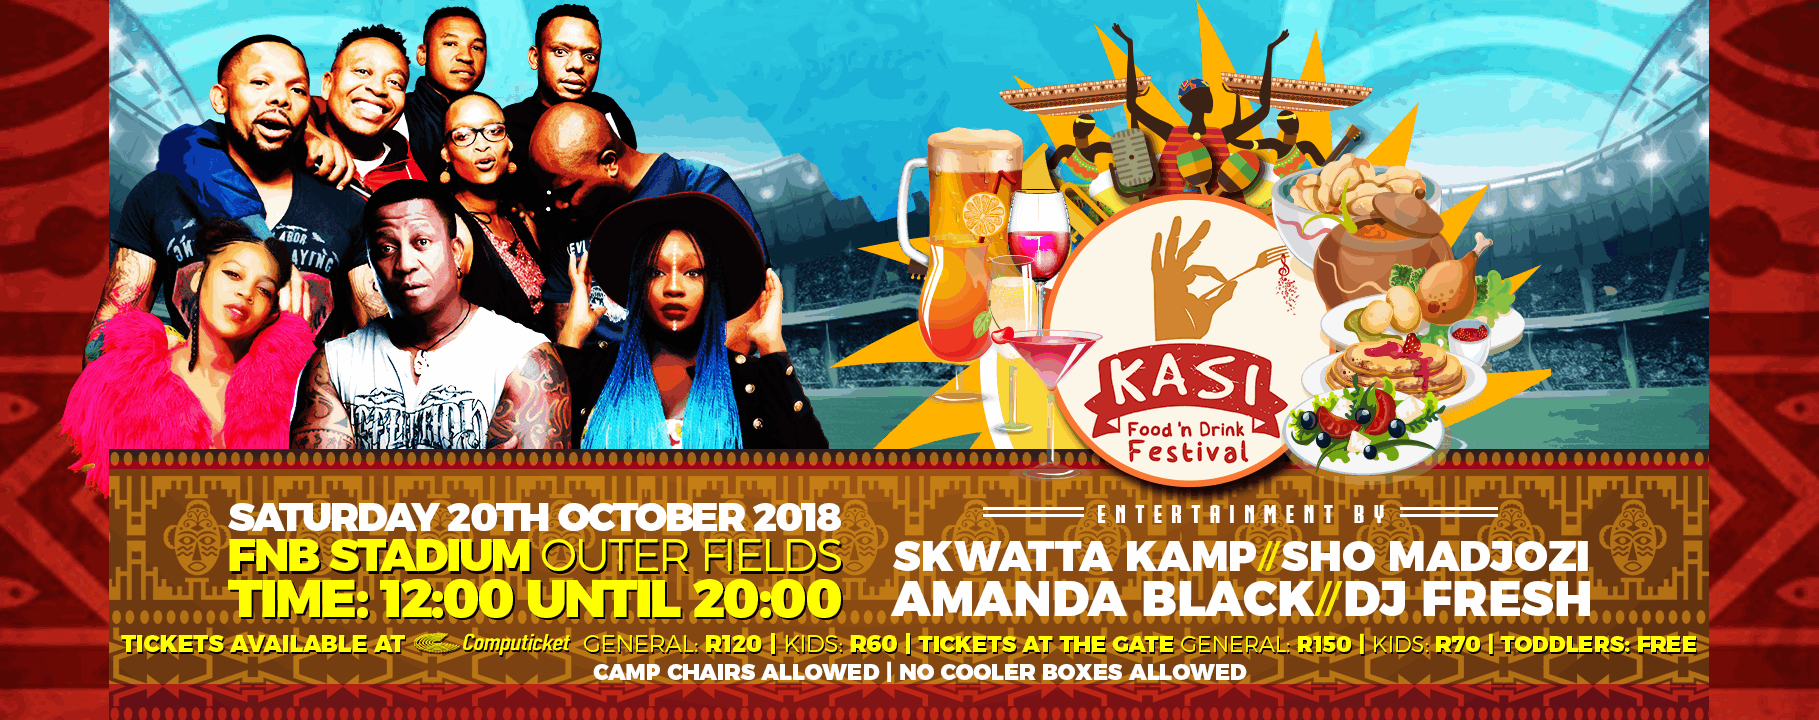 KASI
Food 'n Drink
Festival
SATURDAY 20TH OCTOBER 2018
FNB STADIUM OUTER FIELDS
TIME: 12:00 UNTIL 20:00
ENTERTAINMENT BY
SKWATTA KAMP//SHO MADJOZI
AMANDA BLACK//DJ FRESH
TICKETS AVAILABLE AT Computicket GENERAL: R120 | KIDS: R60 | TICKETS AT THE GATE GENERAL: R150 | KIDS: R70 | TODDLERS: FREE
CAMP CHAIRS ALLOWED | NO COOLER BOXES ALLOWED